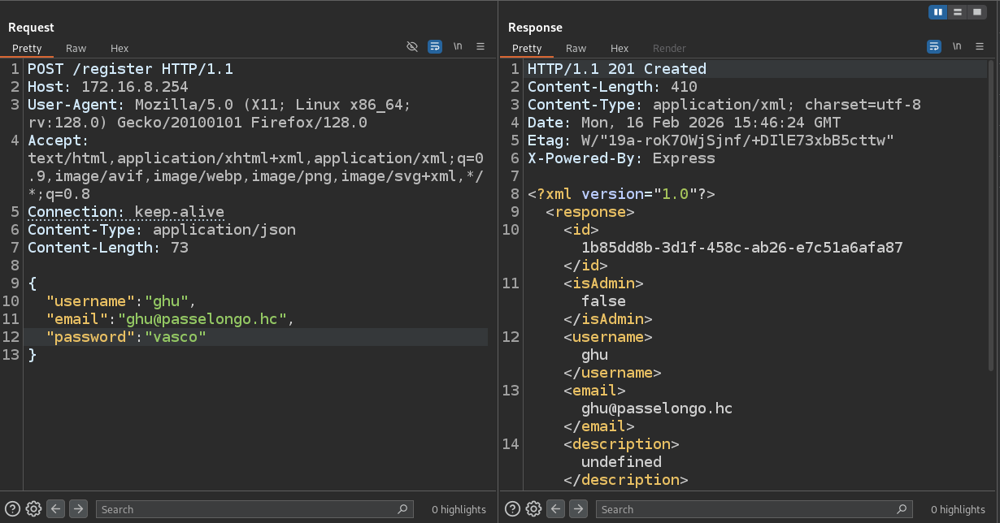 Request
Pretty Raw Hex
\n
1 POST /register HTTP/1.1
2 Host: 172.16.8.254
3 User-Agent: Mozilla/5.0 (X11; Linux x86_64;
rv:128.0) Gecko/20100101 Firefox/128.0
4 Accept:
text/html,application/xhtml+xml,application/xml;q=0
.9,image/avif,image/webp,image/png,image/svg+xml,*/
*;q=0.8
5 Connection: keep-alive
6 Content-Type: application/json
7 Content-Length: 73
8
9 {
10 "username":"ghu",
11 "email":"ghu@passelongo.hc",
12 "password":"vasco"
13 }
Search
0 highlights
Response
Pretty Raw Hex Render
\n
1 HTTP/1.1 201 Created
2 Content-Length: 410
3 Content-Type: application/xml; charset=utf-8
4 Date: Mon, 16 Feb 2026 15:46:24 GMT
5 Etag: W/"19a-roK7OWjSjnf/+DIlE73xbB5cttw"
6 X-Powered-By: Express
7
8 <?xml version="1.0"?>
9 <response>
10 <id>
1b85dd8b-3d1f-458c-ab26-e7c51a6afa87
</id>
11 <isAdmin>
false
</isAdmin>
12 <username>
ghu
</username>
13 <email>
ghu@passelongo.hc
</email>
14 <description>
undefined
</description>
Search
0 highlights